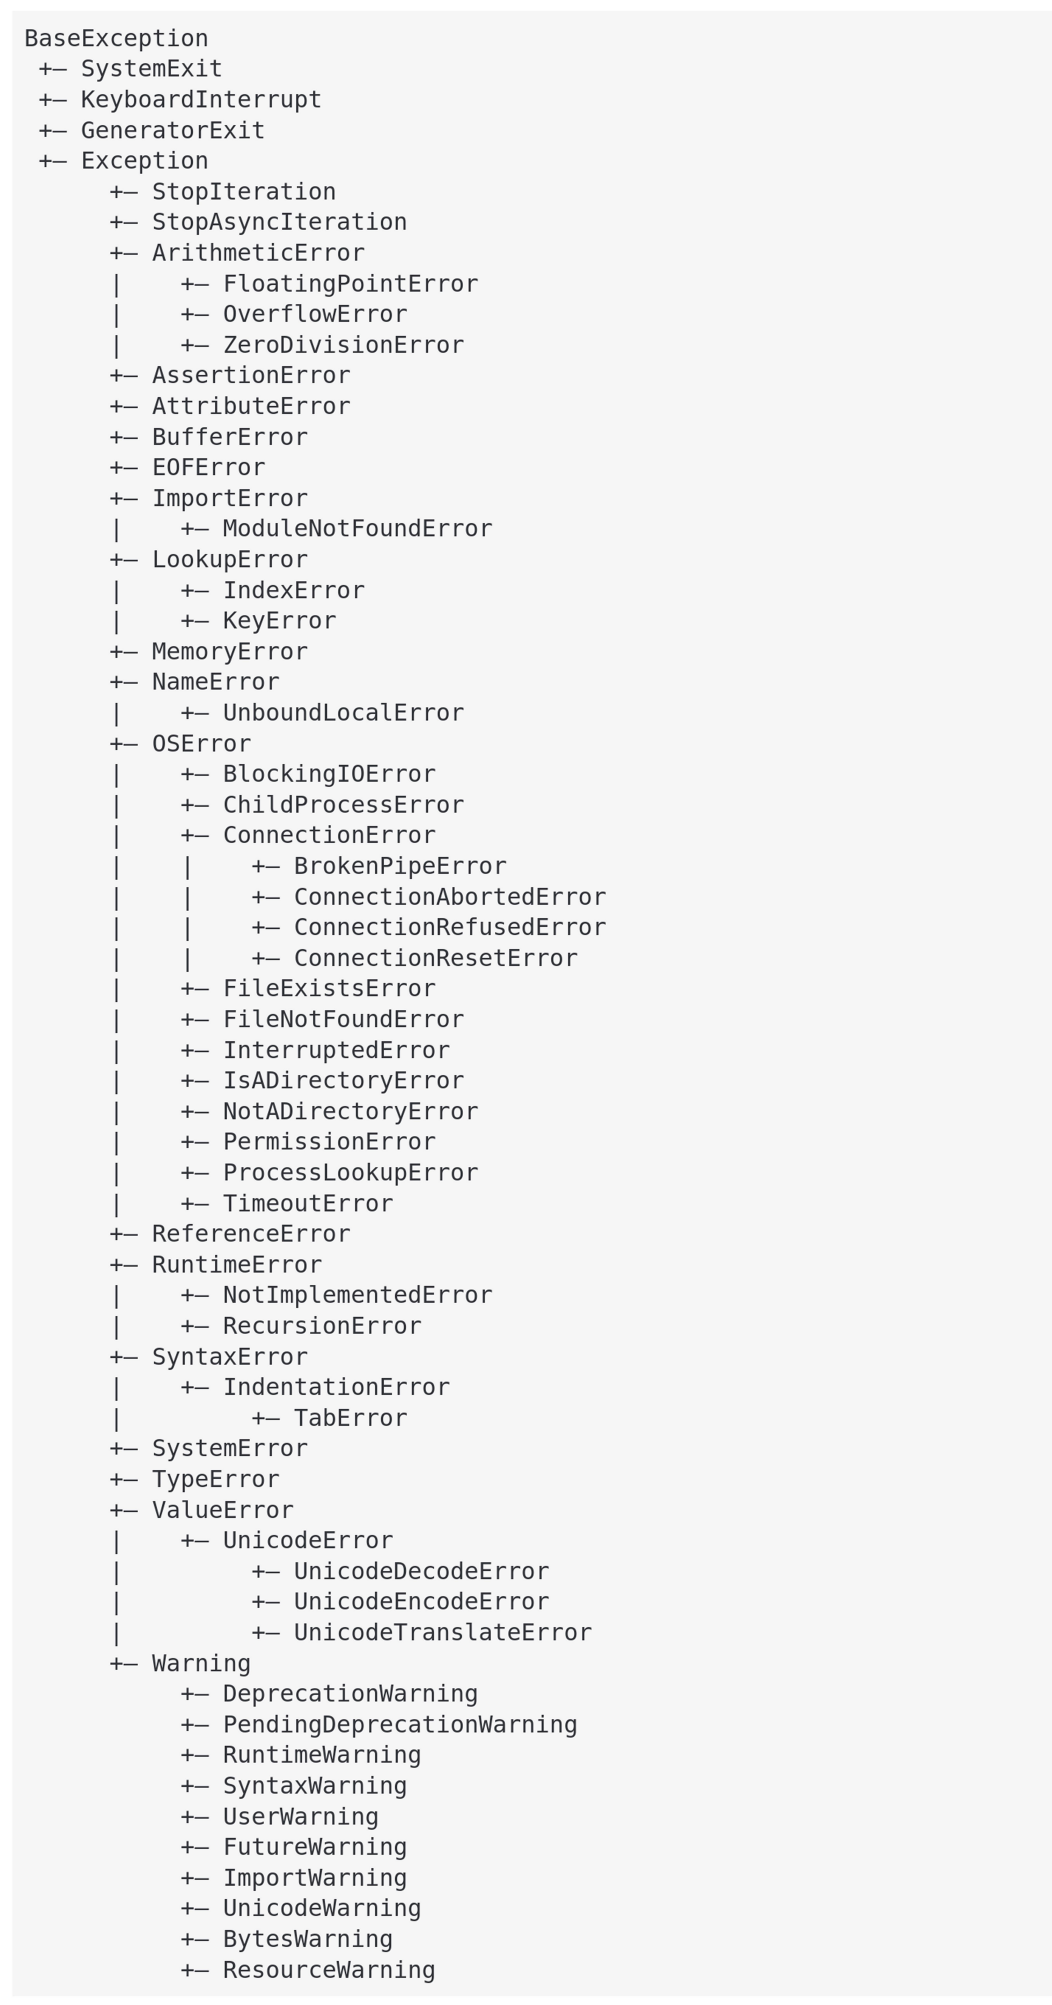 BaseException
 +– SystemExit
 +– KeyboardInterrupt
 +– GeneratorExit
 +– Exception
      +– StopIteration
      +– StopAsyncIteration
      +– ArithmeticError
      |    +– FloatingPointError
      |    +– OverflowError
      |    +– ZeroDivisionError
      +– AssertionError
      +– AttributeError
      +– BufferError
      +– EOFError
      +– ImportError
      |    +– ModuleNotFoundError
      +– LookupError
      |    +– IndexError
      |    +– KeyError
      +– MemoryError
      +– NameError
      |    +– UnboundLocalError
      +– OSError
      |    +– BlockingIOError
      |    +– ChildProcessError
      |    +– ConnectionError
      |    |    +– BrokenPipeError
      |    |    +– ConnectionAbortedError
      |    |    +– ConnectionRefusedError
      |    |    +– ConnectionResetError
      |    +– FileExistsError
      |    +– FileNotFoundError
      |    +– InterruptedError
      |    +– IsADirectoryError
      |    +– NotADirectoryError
      |    +– PermissionError
      |    +– ProcessLookupError
      |    +– TimeoutError
      +– ReferenceError
      +– RuntimeError
      |    +– NotImplementedError
      |    +– RecursionError
      +– SyntaxError
      |    +– IndentationError
      |         +– TabError
      +– SystemError
      +– TypeError
      +– ValueError
      |    +– UnicodeError
      |         +– UnicodeDecodeError
      |         +– UnicodeEncodeError
      |         +– UnicodeTranslateError
      +– Warning
           +– DeprecationWarning
           +– PendingDeprecationWarning
           +– RuntimeWarning
           +– SyntaxWarning
           +– UserWarning
           +– FutureWarning
           +– ImportWarning
           +– UnicodeWarning
           +– BytesWarning
           +– ResourceWarning